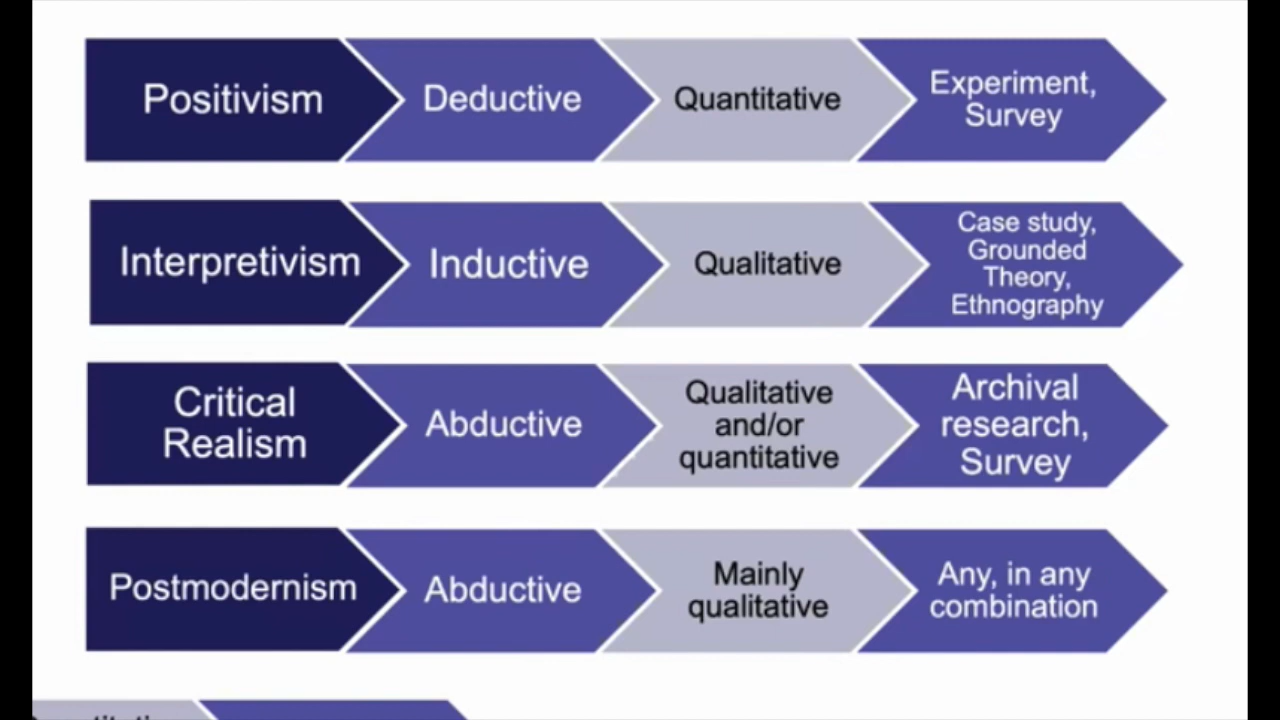 Positivism
Deductive
Quantitative
Experiment,
Survey
Interpretivism
Inductive
Qualitative
Case study,
Grounded
Theory,
Ethnography
Critical
Realism
Abductive
Qualitative
and/or
quantitative
Archival
research,
Survey
Postmodernism
Abductive
Mainly
qualitative
Any, in any
combination